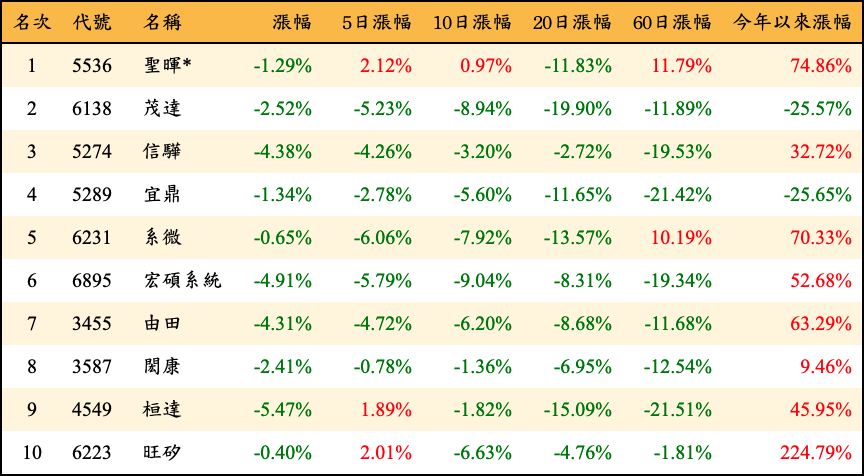 名次 代號 名稱 漲幅 5日漲幅 10日漲幅 20日漲幅 60日漲幅 今年以來漲幅
1 5536 聖暉* -1.29% 2.12% 0.97% -11.83% 11.79% 74.86%
2 6138 茂達 -2.52% -5.23% -8.94% -19.90% -11.89% -25.57%
3 5274 信驊 -4.38% -4.26% -3.20% -2.72% -19.53% 32.72%
4 5289 宜鼎 -1.34% -2.78% -5.60% -11.65% -21.42% -25.65%
5 6231 系微 -0.65% -6.06% -7.92% -13.57% 10.19% 70.33%
6 6895 宏碩系統 -4.91% -5.79% -9.04% -8.31% -19.34% 52.68%
7 3455 由田 -4.31% -4.72% -6.20% -8.68% -11.68% 63.29%
8 3587 閎康 -2.41% -0.78% -1.36% -6.95% -12.54% 9.46%
9 4549 桓達 -5.47% 1.89% -1.82% -15.09% -21.51% 45.95%
10 6223 旺矽 -0.40% 2.01% -6.63% -4.76% -1.81% 224.79%